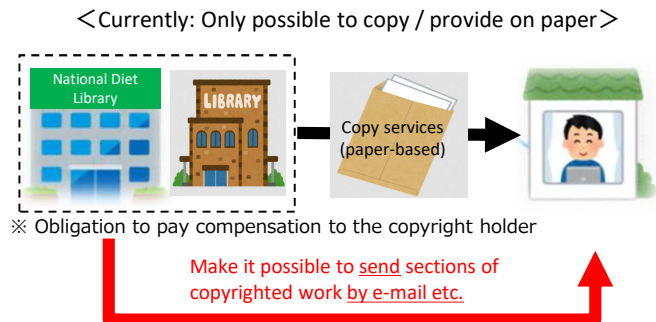 ＜Currently: Only possible to copy / provide on paper＞
National Diet
Library
LIBRARY
Copy services
(paper-based)
※ Obligation to pay compensation to the copyright holder
Make it possible to send sections of
copyrighted work by e-mail etc.